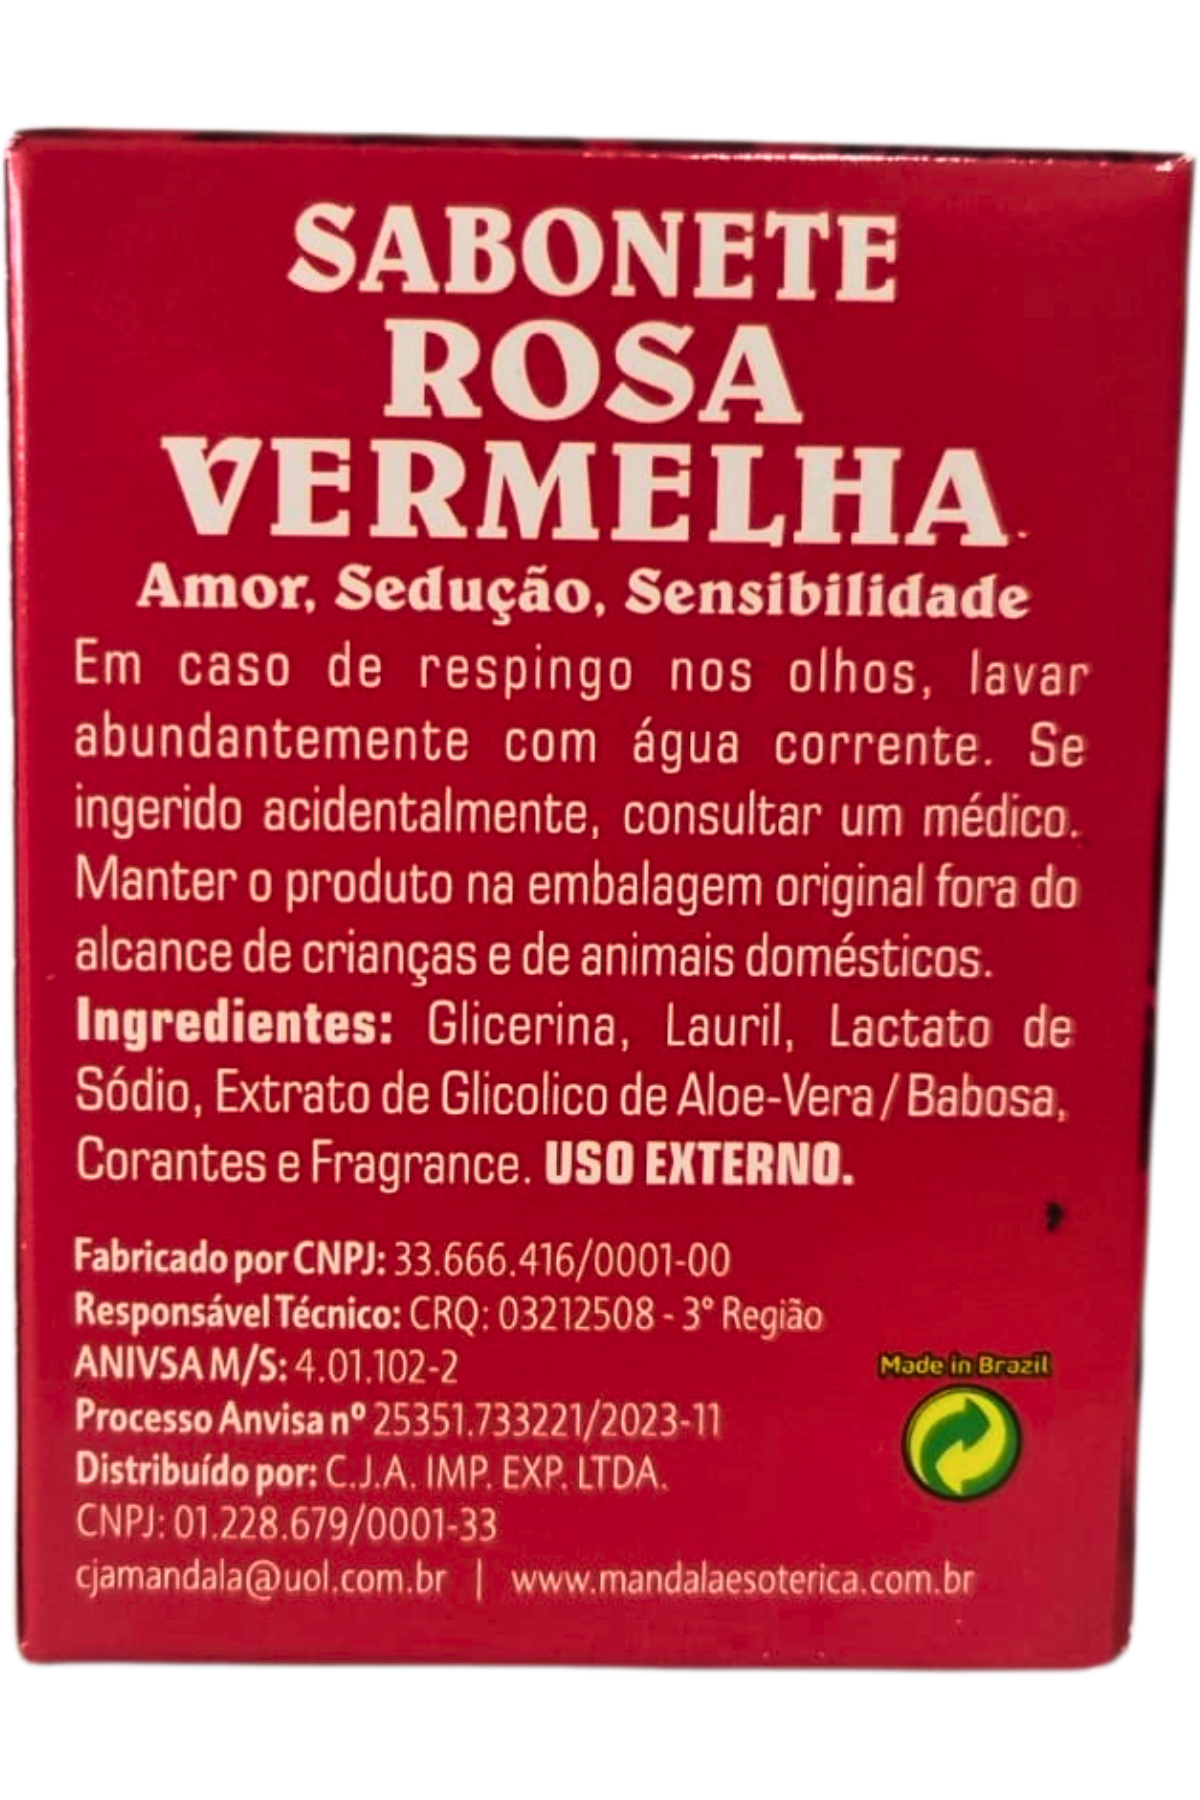 SABONETE
ROSA
VERMELHA
Amor, Sedução, Sensibilidade
Em caso de respingo nos olhos, lavar
abundantemente com água corrente. Se
ingerido acidentalmente, consultar um médico.
Manter o produto na embalagem original fora do
alcance de crianças e de animais domésticos.
Ingredientes: Glicerina, Lauril, Lactato de
Sódio, Extrato de Glicolico de Aloe-Vera/Babosa,
Corantes e Fragrance. USO EXTERNO.
Fabricado por CNPJ: 33.666.416/0001-00
Responsável Técnico: CRQ: 03212508 - 3° Região
ANIVSA M/S: 4.01.102-2
Processo Anvisa nº 25351.733221/2023-11
Distribuído por: C.J.A. IMP. EXP. LTDA.
CNPJ: 01.228.679/0001-33
cjamandala@uol.com.br | www.mandalaesoterica.com.br
Made in Brazil